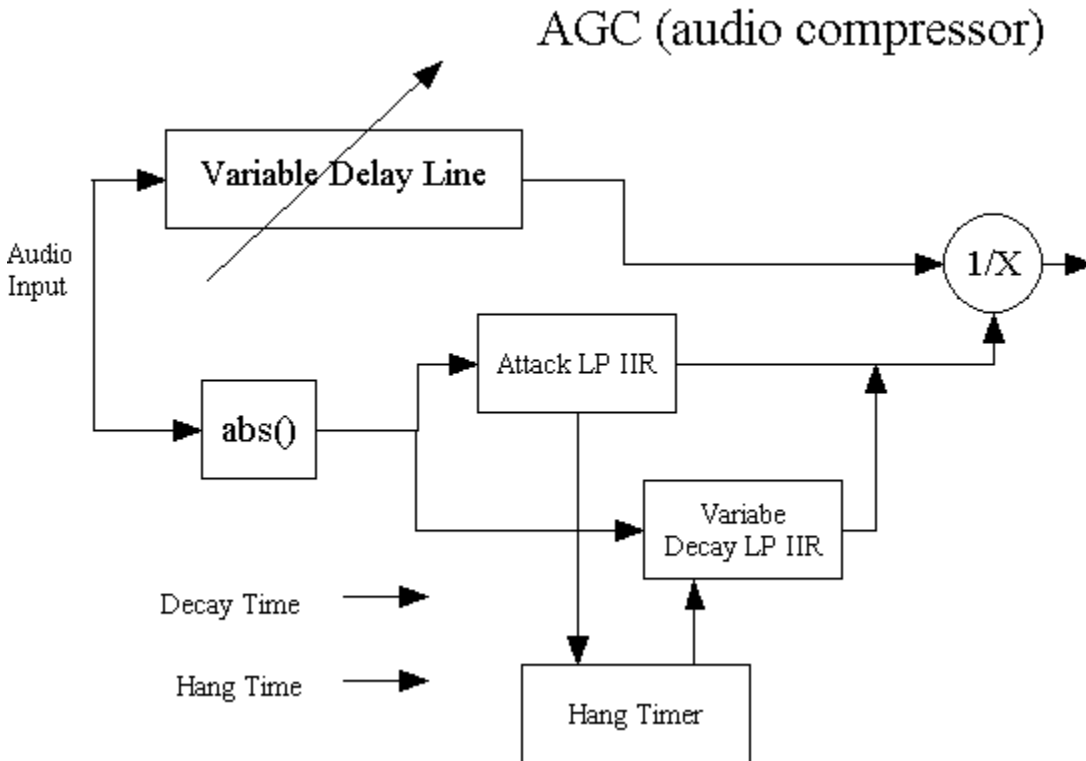 AGC (audio compressor)
Variable Delay Line
Audio
Input
1/X
Attack LP IIR
abs()
Variabe
Decay LP IIR
Decay Time
Hang Time
Hang Timer